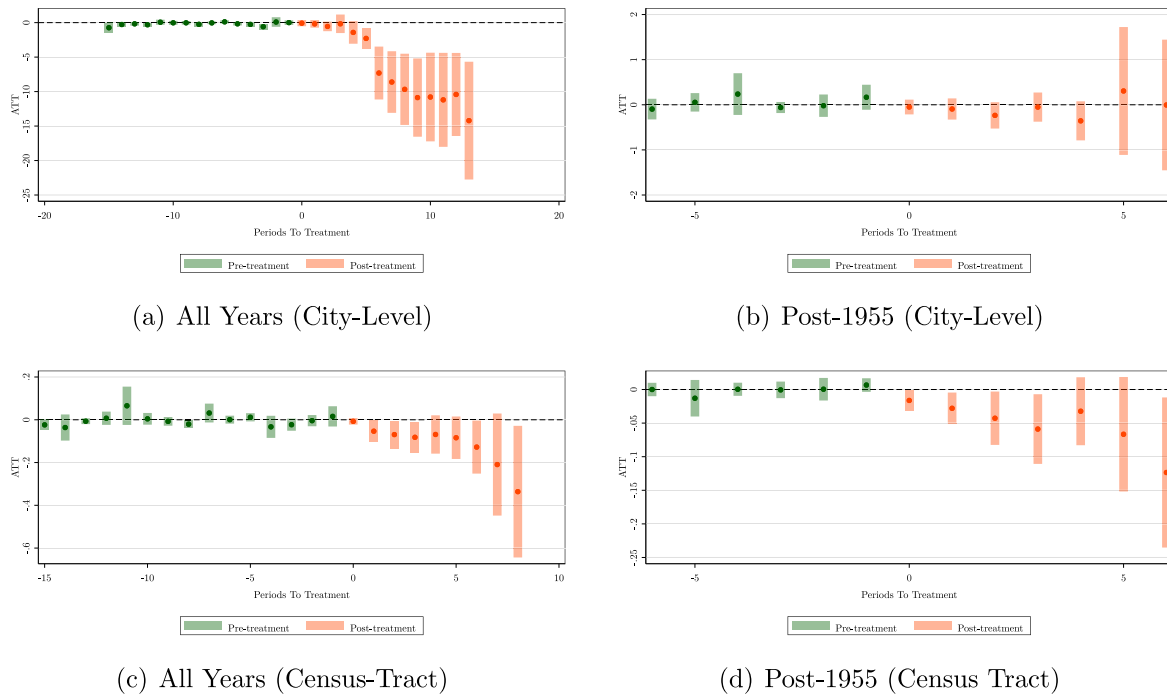 0
-5
-10
-15
-20
-25
ATT
-20
-10
0
10
20
Periods To Treatment
Pre-treatment
Post-treatment
(a) All Years (City-Level)
2
1
0
-1
-2
ATT
-5
0
5
Periods To Treatment
Pre-treatment
Post-treatment
(b) Post-1955 (City-Level)
.2
0
-.2
-.4
-.6
ATT
-15
-10
-5
0
5
10
Periods To Treatment
Pre-treatment
Post-treatment
(c) All Years (Census-Tract)
0
-.05
-.1
-.15
-.2
-.25
ATT
-5
0
5
Periods To Treatment
Pre-treatment
Post-treatment
(d) Post-1955 (Census Tract)